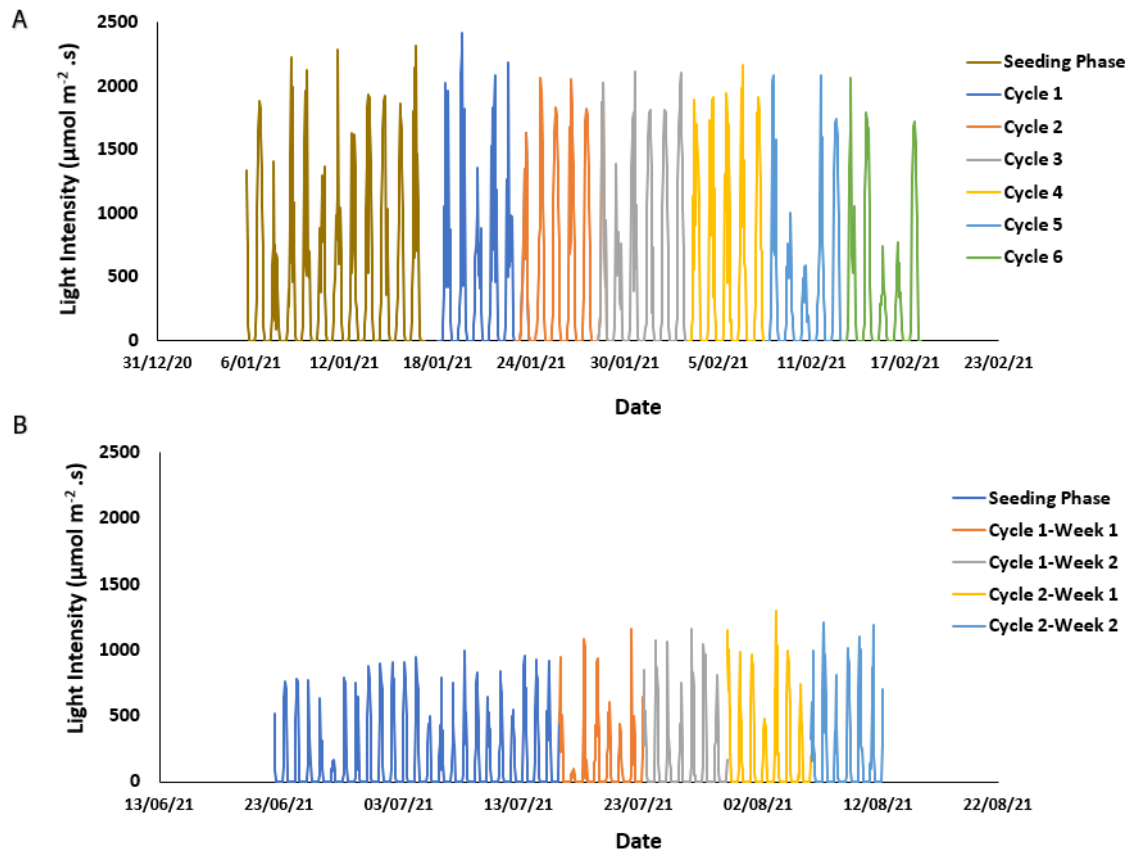 A
Light Intensity (µmol m-2 .s)
2500
2000
1500
1000
500
0
31/12/20 6/01/21 12/01/21 18/01/21 24/01/21 30/01/21 5/02/21 11/02/21 17/02/21 23/02/21
Date
Seeding Phase
Cycle 1
Cycle 2
Cycle 3
Cycle 4
Cycle 5
Cycle 6
B
Light Intensity (µmol m-2 .s)
2500
2000
1500
1000
500
0
13/06/21 23/06/21 03/07/21 13/07/21 23/07/21 02/08/21 12/08/21 22/08/21
Date
Seeding Phase
Cycle 1-Week 1
Cycle 1-Week 2
Cycle 2-Week 1
Cycle 2-Week 2